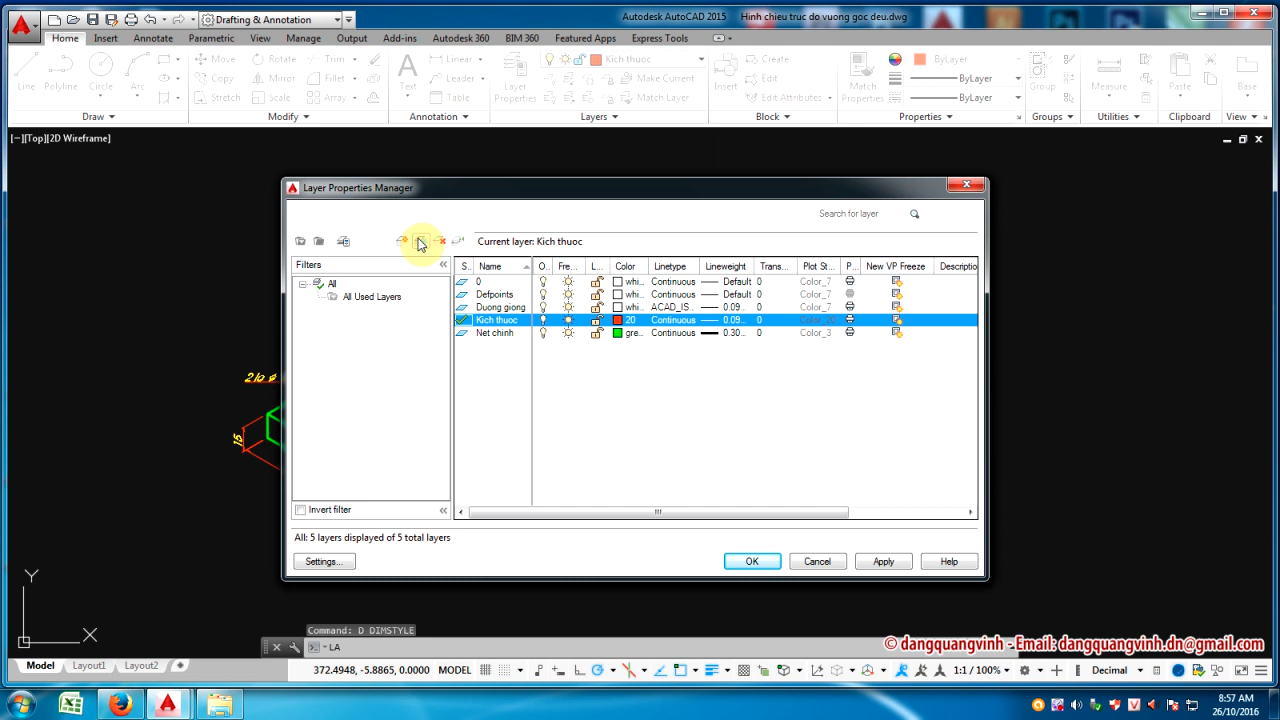 Drafting & Annotation
Autodesk AutoCAD 2015 Hinh chieu truc do vuong goc deu.dwg
Home Insert Annotate Parametric View Manage Output Add-ins Autodesk 360 BIM 360 Featured Apps Express Tools
Line Polyline Circle Arc
Move Rotate Trim
Copy Mirror Fillet
Stretch Scale Array
Text
Linear
Leader
Table
Layer Properties
Kich thuoc
Make Current
Match Layer
Insert
Create
Edit
Edit Attributes
Match Properties
ByLayer
ByLayer
ByLayer
Group Measure Paste Base
Draw Modify Annotation Layers Block Properties Groups Utilities Clipboard View
[−][Top][2D Wireframe]
Layer Properties Manager
Search for layer
Current layer: Kich thuoc
Filters
All
All Used Layers
S.. Name O.. Fre... L... Color Linetype Lineweight Trans... Plot St... P... New VP Freeze Descriptio
0 whi... Continuous Default 0 Color_7
Defpoints whi... Continuous Default 0 Color_7
Duong giong whi... ACAD_IS... 0.09... 0 Color_7
Kich thuoc 20 Continuous 0.09... 0 Color_20
Net chinh gre... Continuous 0.30... 0 Color_3
15
Invert filter
All: 5 layers displayed of 5 total layers
Settings... OK Cancel Apply Help
Y
X
Command: D DIMSTYLE
LA
© dangquangvinh - Email: dangquangvinh.dn@gmail.com
Model Layout1 Layout2
372.4948, -5.8865, 0.0000 MODEL 1:1 / 100% Decimal
8:57 AM
26/10/2016